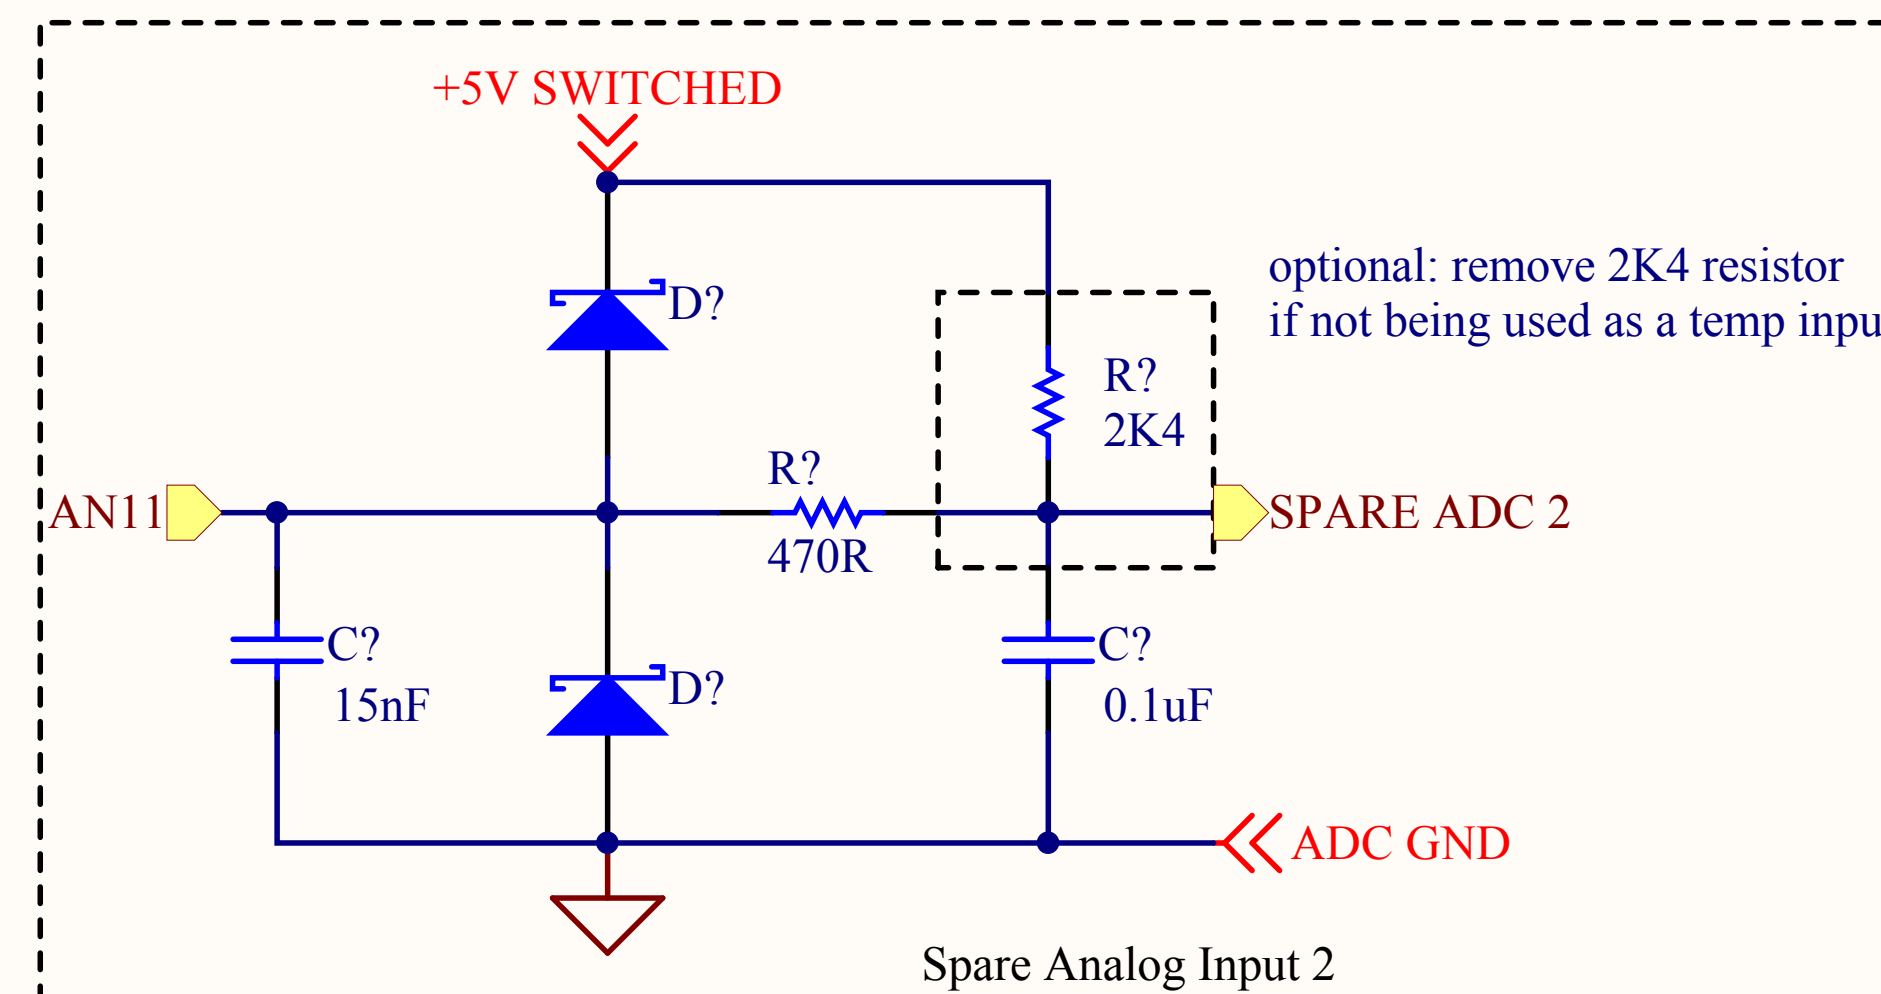 +5V SWITCHED
D?
optional: remove 2K4 resistor
if not being used as a temp inpu
R?
2K4
R?
AN11
470R
SPARE ADC 2
C?
15nF
D?
C?
0.1uF
ADC GND
Spare Analog Input 2